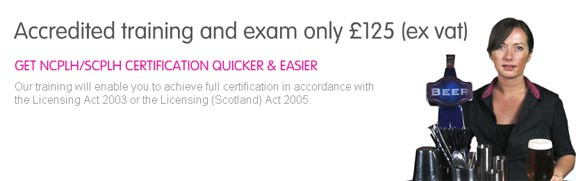 Accredited training and exam only £125 (ex vat)
GET NCPLH/SCPLH CERTIFICATION QUICKER & EASIER
Our training will enable you to achieve full certification in accordance with
the Licensing Act 2003 or the Licensing (Scotland) Act 2005
BEER